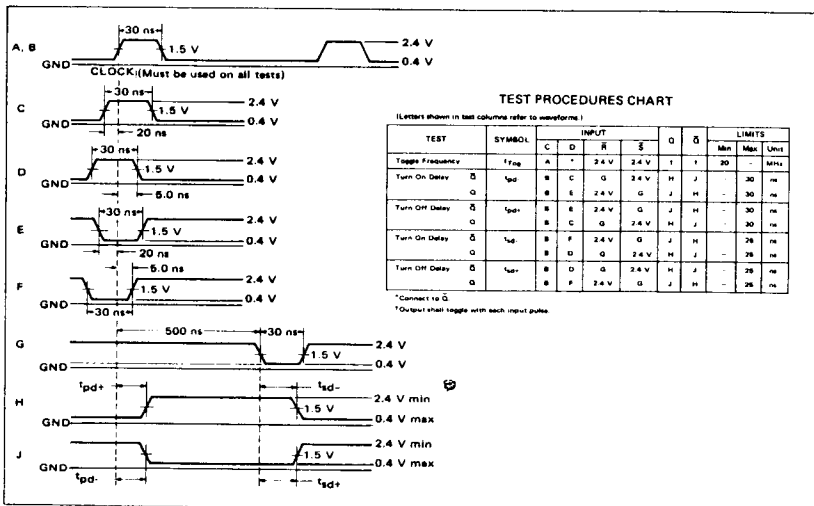 30 ns
A, B
1.5 V
2.4 V
0.4 V
GND
CLOCK (Must be used on all tests)
30 ns
C
1.5 V
2.4 V
0.4 V
GND
20 ns
30 ns
D
1.5 V
2.4 V
0.4 V
GND
5.0 ns
30 ns
E
1.5 V
2.4 V
0.4 V
GND
20 ns
5.0 ns
F
1.5 V
2.4 V
0.4 V
GND
30 ns
500 ns
30 ns
G
1.5 V
2.4 V
0.4 V
GND
tpd+
tsd-
H
1.5 V
2.4 V min
0.4 V max
GND
J
1.5 V
2.4 V min
0.4 V max
GND
tpd-
tsd+
TEST PROCEDURES CHART
(Letters shown in test columns refer to waveforms.)
TEST SYMBOL INPUT Q Q̅ LIMITS
C D R̅ S̅ Min Max Unit
Toggle Frequency fTog A * 2.4 V 2.4 V † † 20 - MHz
Turn On Delay Q̅ tpd- B C G 2.4 V H J - 30 ns
Q B E 2.4 V G J H - 30 ns
Turn Off Delay Q̅ tpd+ B E 2.4 V G J H - 30 ns
Q B C G 2.4 V H J - 30 ns
Turn On Delay Q̅ tsd- B F 2.4 V G J H - 25 ns
Q B D G 2.4 V H J - 25 ns
Turn Off Delay Q̅ tsd+ B D G 2.4 V H J - 25 ns
Q B F 2.4 V G J H - 25 ns
*Connect to Q̅.
†Output shall toggle with each input pulse.